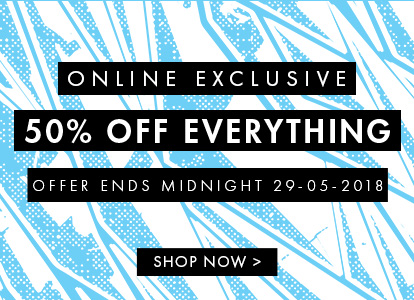 ONLINE EXCLUSIVE
50% OFF EVERYTHING
OFFER ENDS MIDNIGHT 29-05-2018
SHOP NOW >